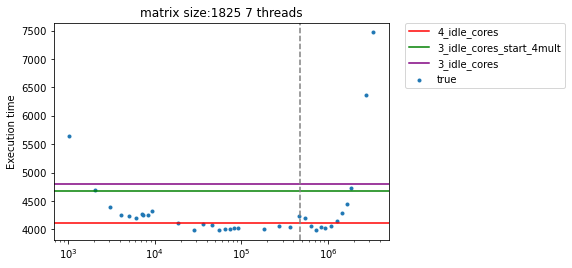 matrix size:1825 7 threads
Execution time
7500
7000
6500
6000
5500
5000
4500
4000
10³
10⁴
10⁵
10⁶
4_idle_cores
3_idle_cores_start_4mult
3_idle_cores
true